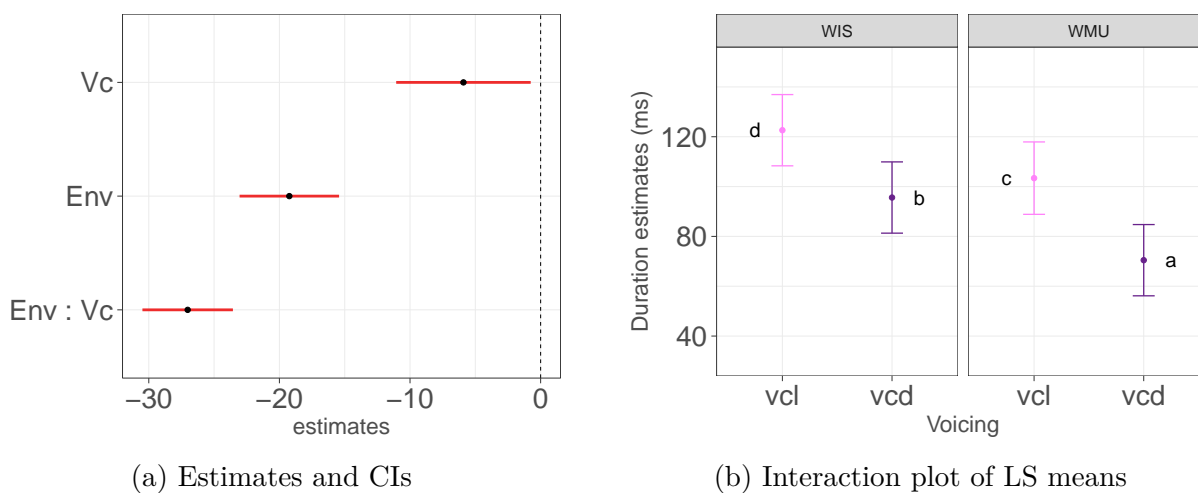 Vc
Env
Env : Vc
−30 −20 −10 0
estimates
(a) Estimates and CIs
WIS WMU
Duration estimates (ms)
120
80
40
d
b
c
a
vcl vcd vcl vcd
Voicing
(b) Interaction plot of LS means